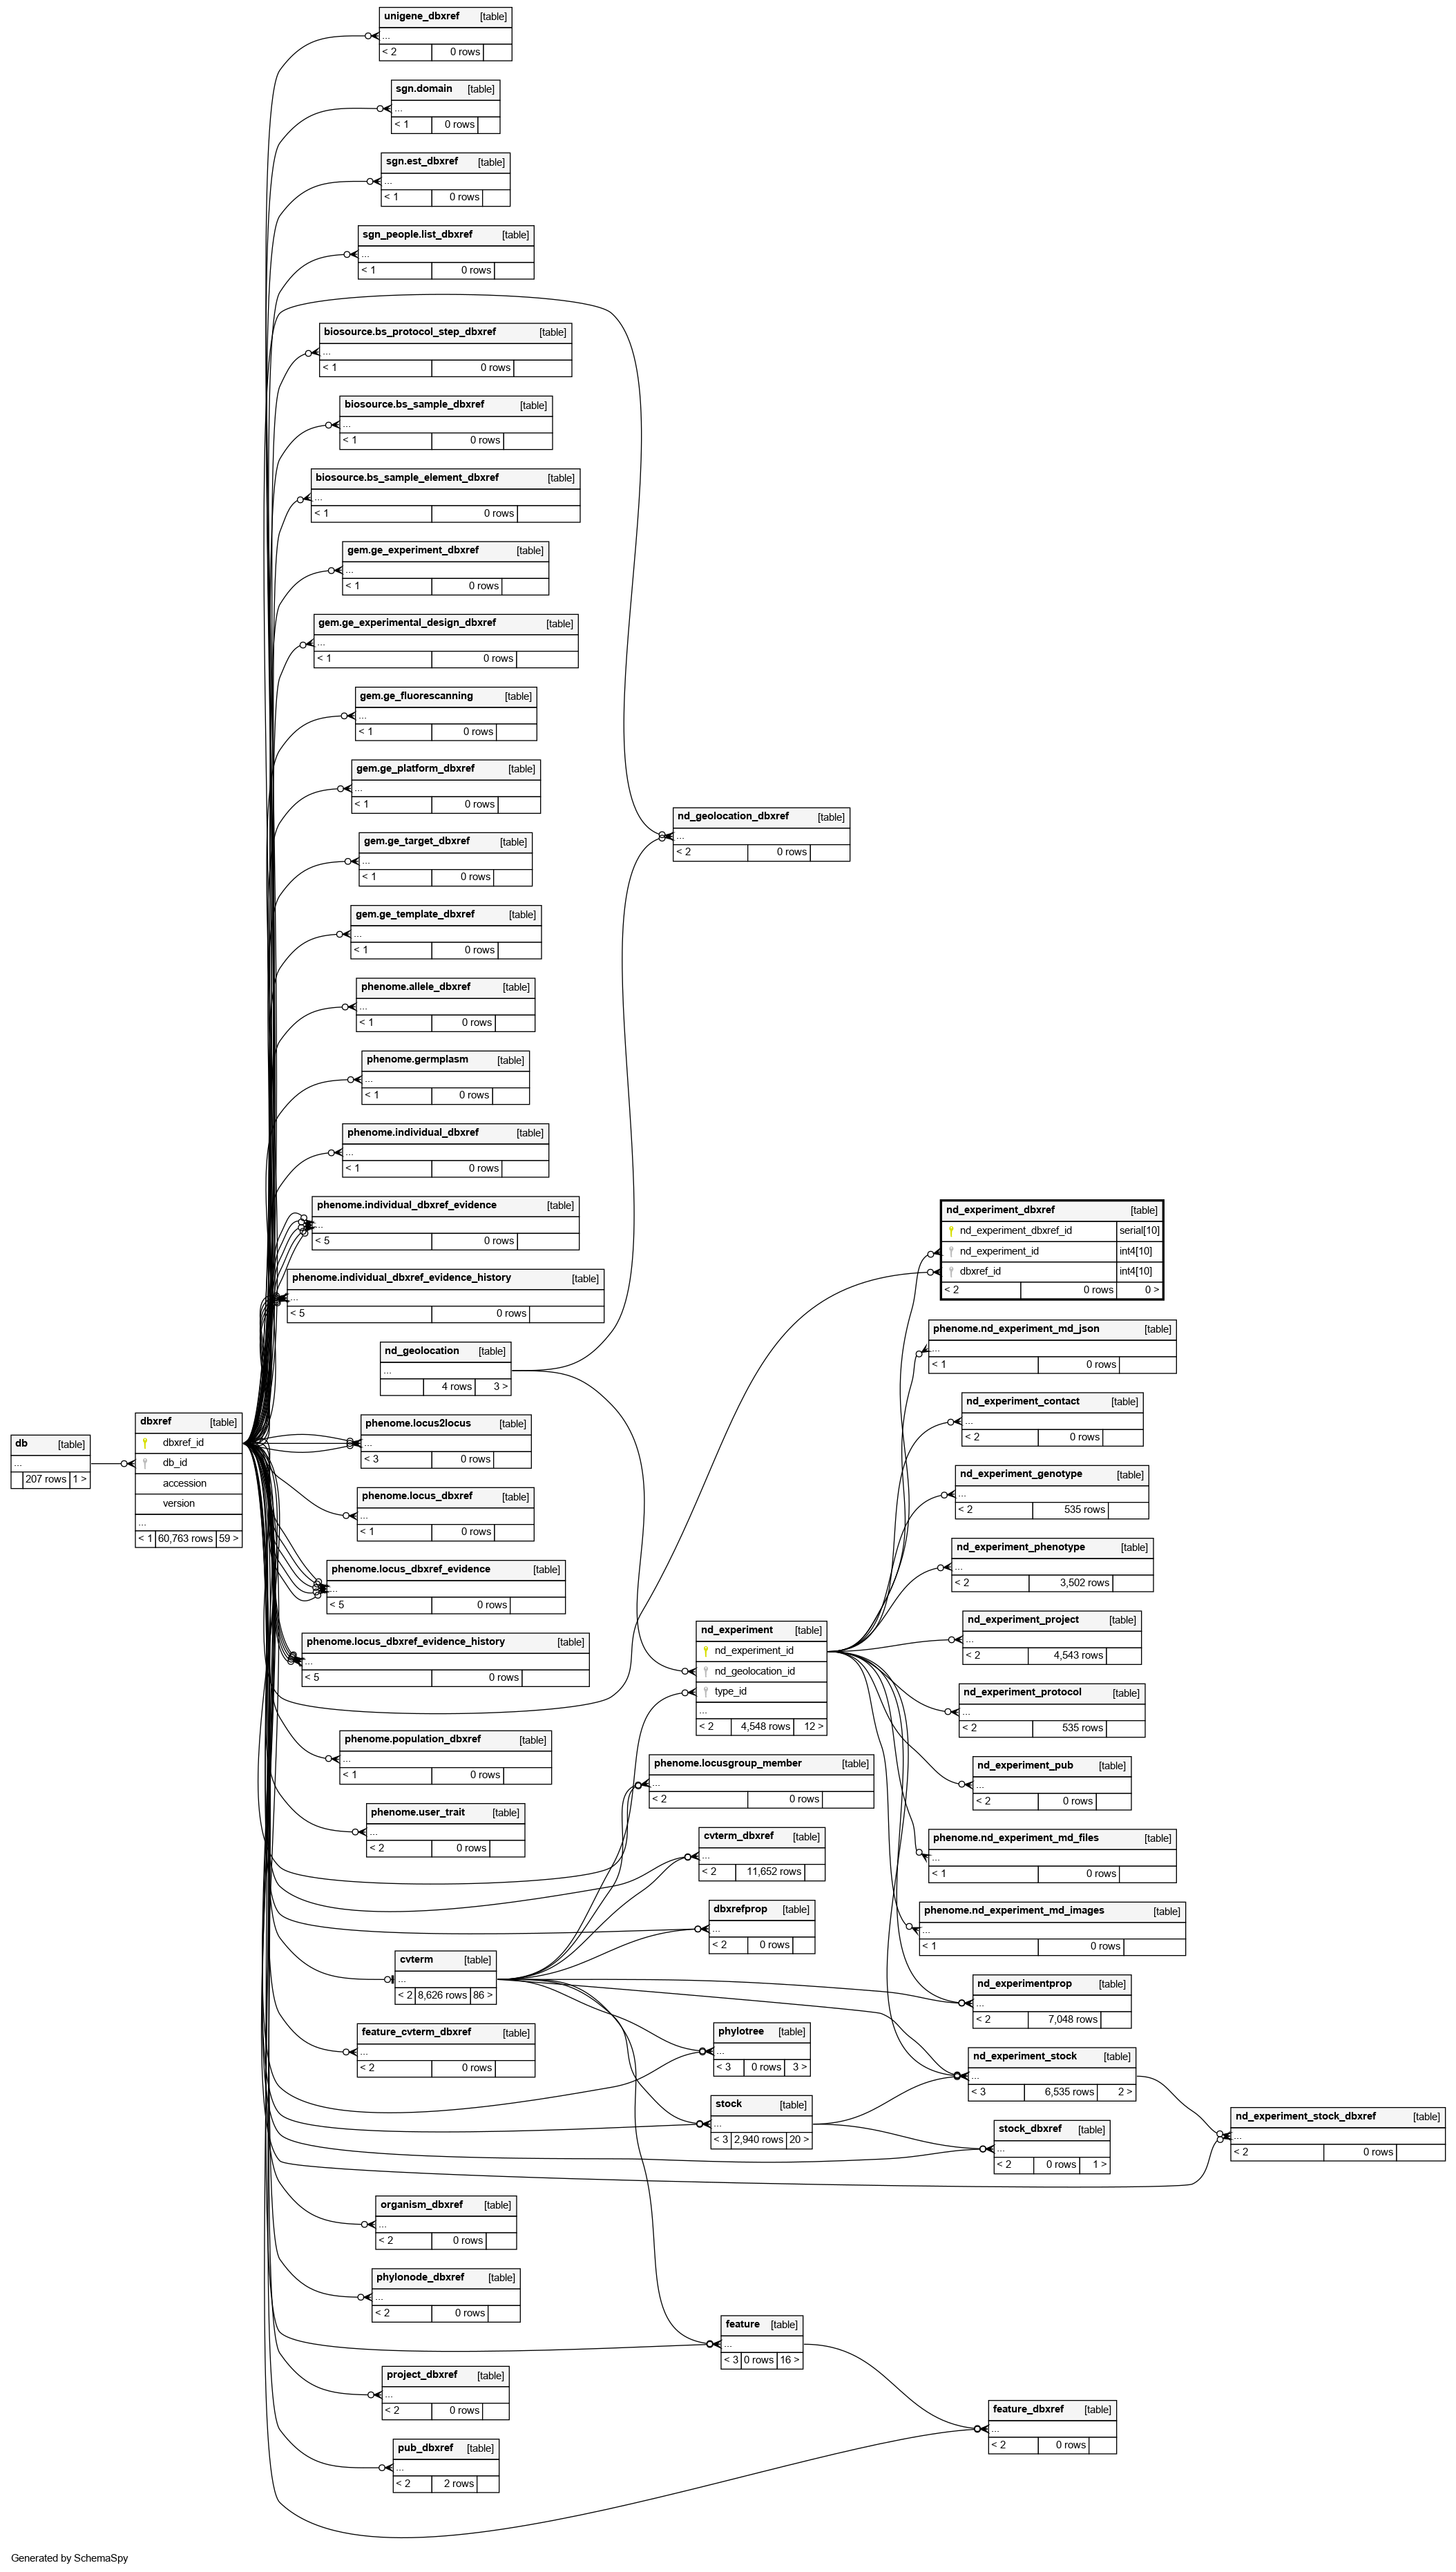 unigene_dbxref [table]
...
< 2 0 rows
sgn.domain [table]
...
< 1 0 rows
sgn.est_dbxref [table]
...
< 1 0 rows
sgn_people.list_dbxref [table]
...
< 1 0 rows
biosource.bs_protocol_step_dbxref [table]
...
< 1 0 rows
biosource.bs_sample_dbxref [table]
...
< 1 0 rows
biosource.bs_sample_element_dbxref [table]
...
< 1 0 rows
gem.ge_experiment_dbxref [table]
...
< 1 0 rows
gem.ge_experimental_design_dbxref [table]
...
< 1 0 rows
gem.ge_fluorescanning [table]
...
< 1 0 rows
gem.ge_platform_dbxref [table]
...
< 1 0 rows
gem.ge_target_dbxref [table]
...
< 1 0 rows
gem.ge_template_dbxref [table]
...
< 1 0 rows
phenome.allele_dbxref [table]
...
< 1 0 rows
phenome.germplasm [table]
...
< 1 0 rows
phenome.individual_dbxref [table]
...
< 1 0 rows
phenome.individual_dbxref_evidence [table]
...
< 5 0 rows
phenome.individual_dbxref_evidence_history [table]
...
< 5 0 rows
nd_geolocation [table]
...
4 rows 3 >
db [table]
...
207 rows 1 >
dbxref [table]
dbxref_id
db_id
accession
version
...
< 1 60,763 rows 59 >
phenome.locus2locus [table]
...
< 3 0 rows
phenome.locus_dbxref [table]
...
< 1 0 rows
phenome.locus_dbxref_evidence [table]
...
< 5 0 rows
phenome.locus_dbxref_evidence_history [table]
...
< 5 0 rows
phenome.population_dbxref [table]
...
< 1 0 rows
phenome.user_trait [table]
...
< 2 0 rows
cvterm [table]
...
< 2 8,626 rows 86 >
feature_cvterm_dbxref [table]
...
< 2 0 rows
organism_dbxref [table]
...
< 2 0 rows
phylonode_dbxref [table]
...
< 2 0 rows
project_dbxref [table]
...
< 2 0 rows
pub_dbxref [table]
...
< 2 2 rows
nd_geolocation_dbxref [table]
...
< 2 0 rows
nd_experiment [table]
nd_experiment_id
nd_geolocation_id
type_id
...
< 2 4,548 rows 12 >
phenome.locusgroup_member [table]
...
< 2 0 rows
cvterm_dbxref [table]
...
< 2 11,652 rows
dbxrefprop [table]
...
< 2 0 rows
phylotree [table]
...
< 3 0 rows 3 >
stock [table]
...
< 3 2,940 rows 20 >
feature [table]
...
< 3 0 rows 16 >
nd_experiment_dbxref [table]
nd_experiment_dbxref_id serial[10]
nd_experiment_id int4[10]
dbxref_id int4[10]
< 2 0 rows 0 >
phenome.nd_experiment_md_json [table]
...
< 1 0 rows
nd_experiment_contact [table]
...
< 2 0 rows
nd_experiment_genotype [table]
...
< 2 535 rows
nd_experiment_phenotype [table]
...
< 2 3,502 rows
nd_experiment_project [table]
...
< 2 4,543 rows
nd_experiment_protocol [table]
...
< 2 535 rows
nd_experiment_pub [table]
...
< 2 0 rows
phenome.nd_experiment_md_files [table]
...
< 1 0 rows
phenome.nd_experiment_md_images [table]
...
< 1 0 rows
nd_experimentprop [table]
...
< 2 7,048 rows
nd_experiment_stock [table]
...
< 3 6,535 rows 2 >
stock_dbxref [table]
...
< 2 0 rows 1 >
feature_dbxref [table]
...
< 2 0 rows
nd_experiment_stock_dbxref [table]
...
< 2 0 rows
Generated by SchemaSpy